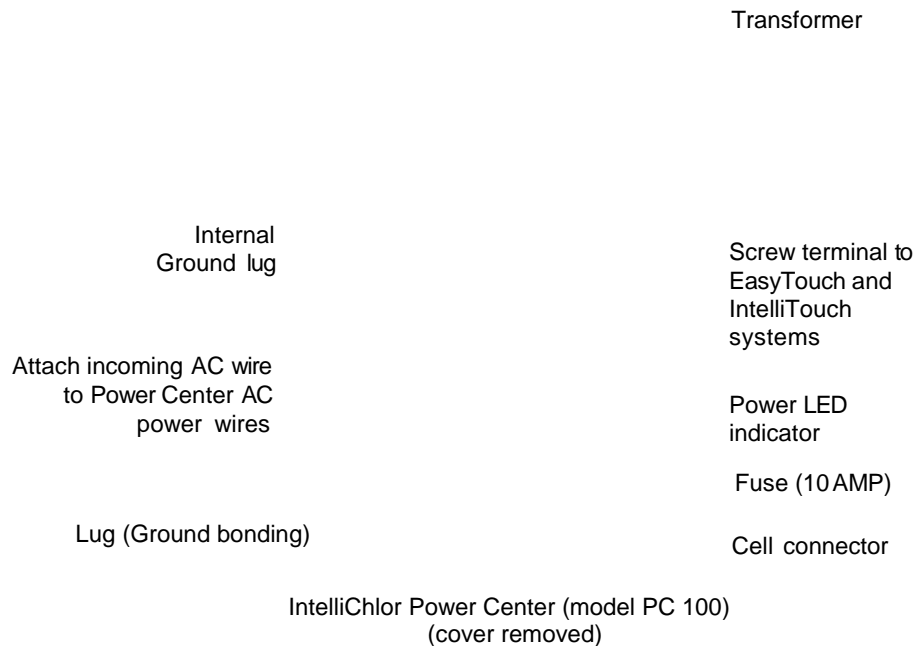 Transformer
Internal
Ground lug
Screw terminal to
EasyTouch and
IntelliTouch
systems
Attach incoming AC wire
to Power Center AC
power wires
Power LED
indicator
Fuse (10 AMP)
Lug (Ground bonding)
Cell connector
IntelliChlor Power Center (model PC 100)
(cover removed)